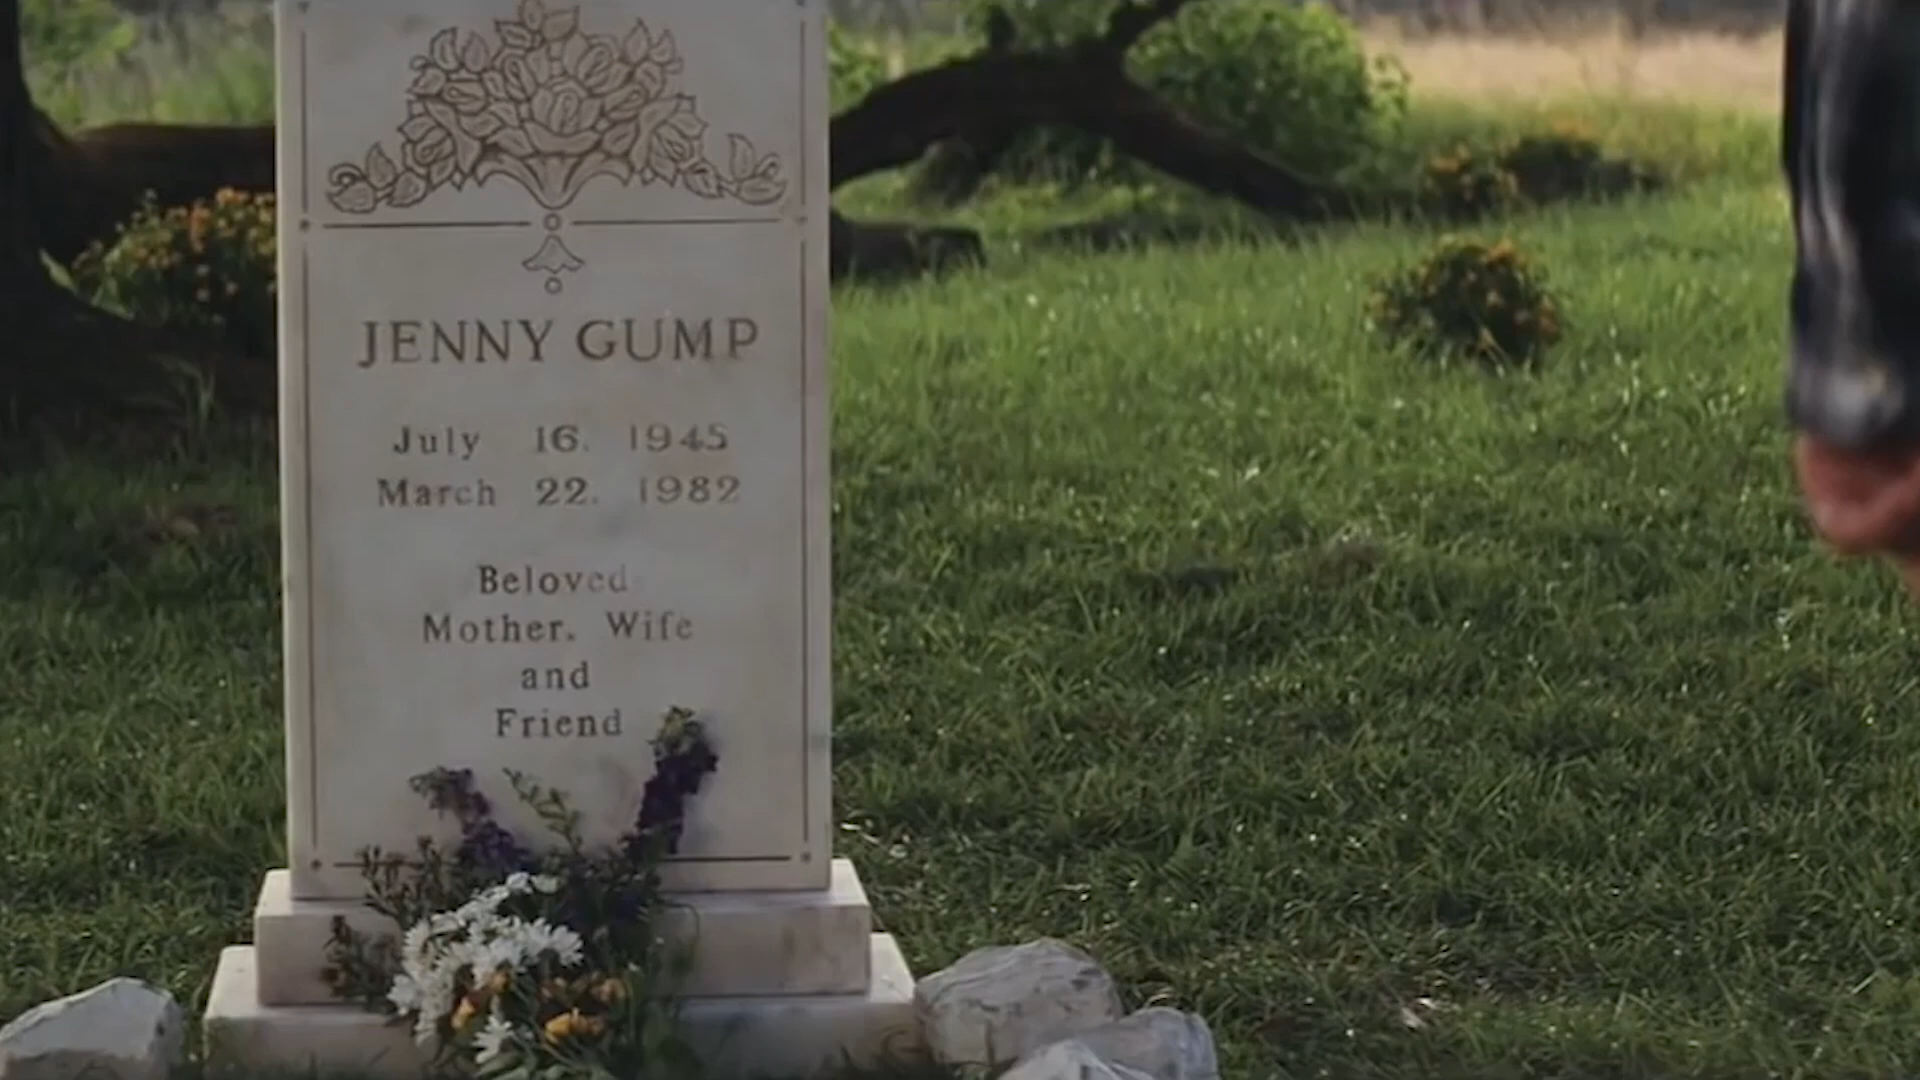 JENNY GUMP
July 16. 1945
March 22. 1982
Beloved
Mother. Wife
and
Friend